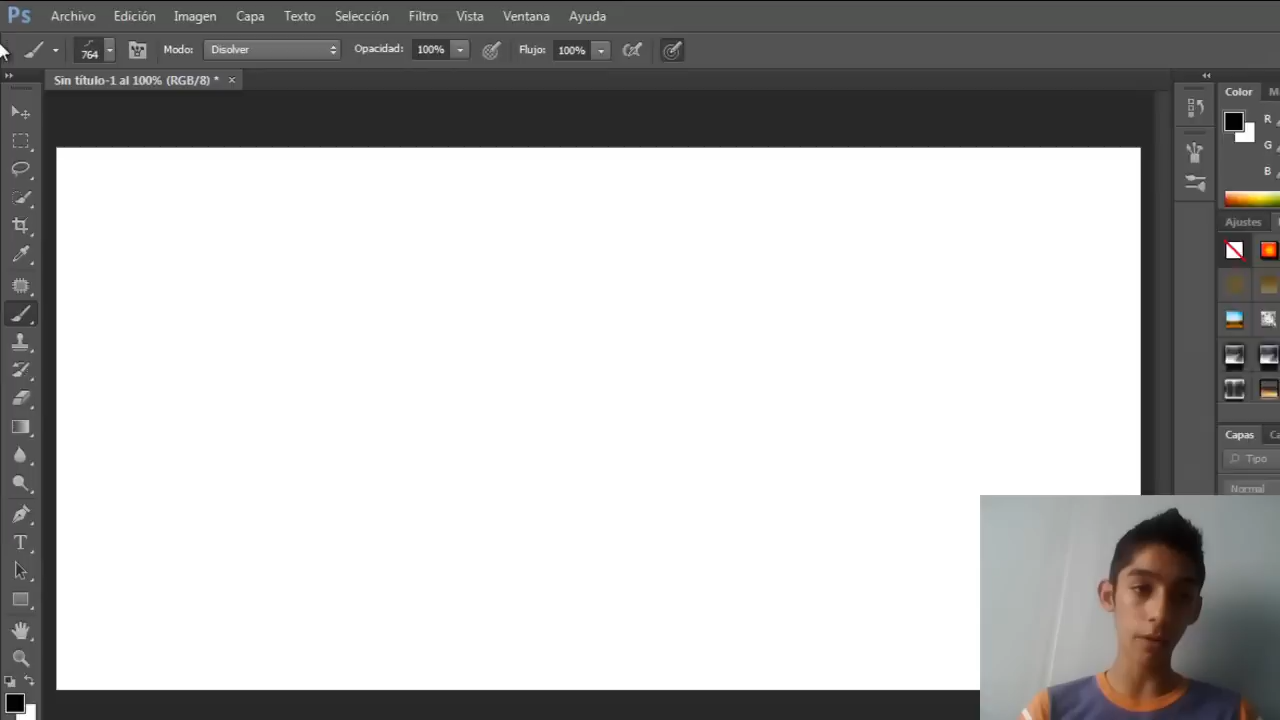 Ps Archivo Edición Imagen Capa Texto Selección Filtro Vista Ventana Ayuda
764 Modo: Disolver Opacidad: 100% Flujo: 100%
Sin título-1 al 100% (RGB/8) * ×
Color
R
G
B
Ajustes
Capas
Tipo
Normal
T